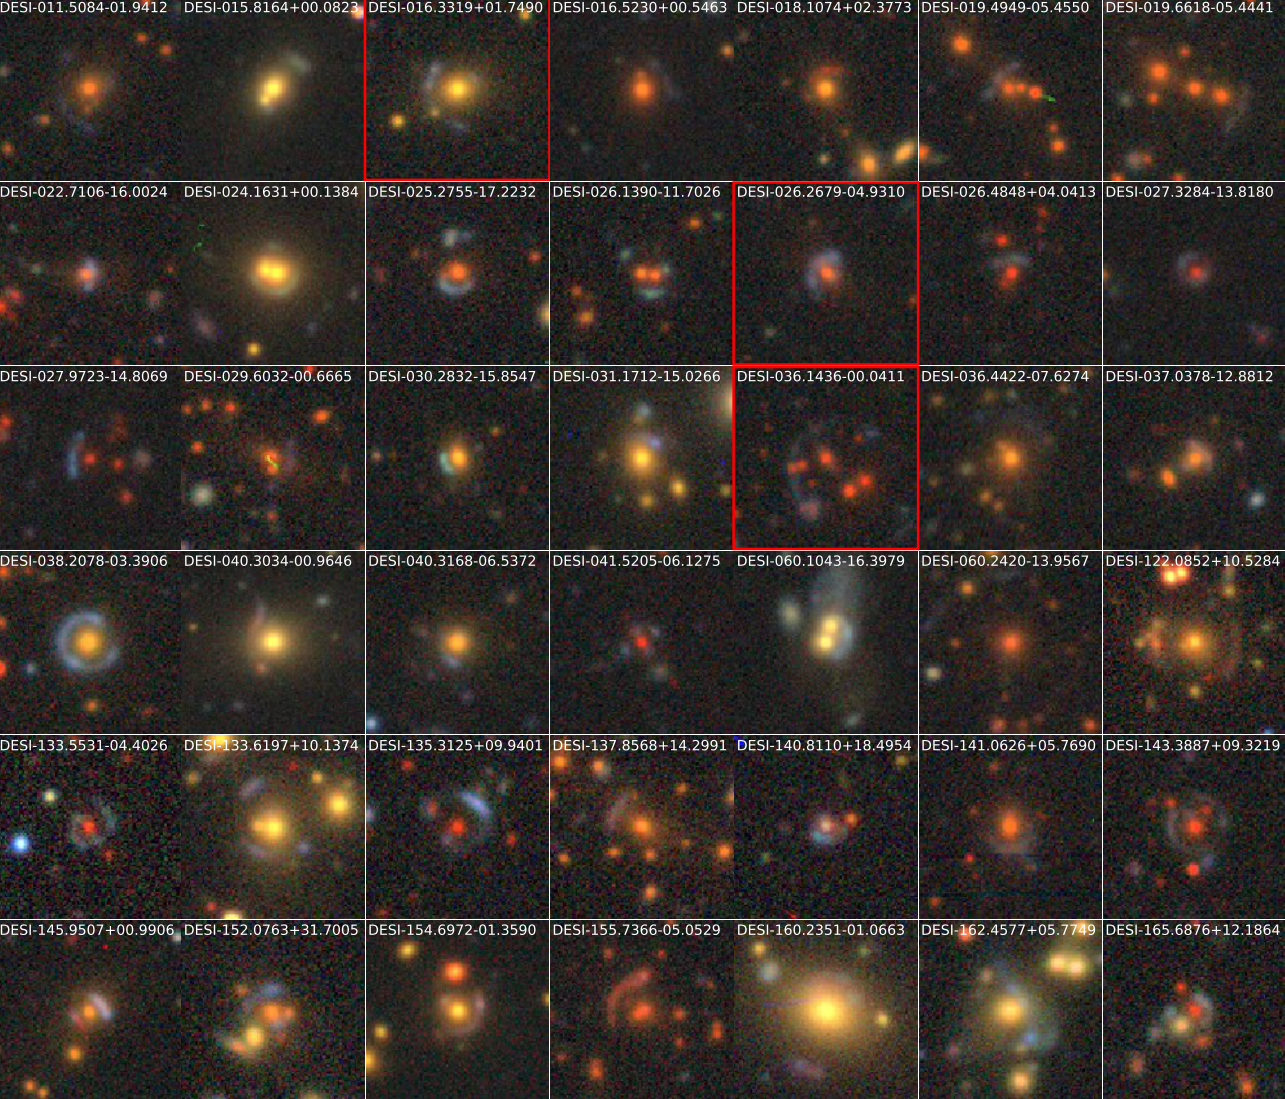 DESI-011.5084-01.9412
DESI-015.8164+00.0823
DESI-016.3319+01.7490
DESI-016.5230+00.5463
DESI-018.1074+02.3773
DESI-019.4949-05.4550
DESI-019.6618-05.4441
DESI-022.7106-16.0024
DESI-024.1631+00.1384
DESI-025.2755-17.2232
DESI-026.1390-11.7026
DESI-026.2679-04.9310
DESI-026.4848+04.0413
DESI-027.3284-13.8180
DESI-027.9723-14.8069
DESI-029.6032-00.6665
DESI-030.2832-15.8547
DESI-031.1712-15.0266
DESI-036.1436-00.0411
DESI-036.4422-07.6274
DESI-037.0378-12.8812
DESI-038.2078-03.3906
DESI-040.3034-00.9646
DESI-040.3168-06.5372
DESI-041.5205-06.1275
DESI-060.1043-16.3979
DESI-060.2420-13.9567
DESI-122.0852+10.5284
DESI-133.5531-04.4026
DESI-133.6197+10.1374
DESI-135.3125+09.9401
DESI-137.8568+14.2991
DESI-140.8110+18.4954
DESI-141.0626+05.7690
DESI-143.3887+09.3219
DESI-145.9507+00.9906
DESI-152.0763+31.7005
DESI-154.6972-01.3590
DESI-155.7366-05.0529
DESI-160.2351-01.0663
DESI-162.4577+05.7749
DESI-165.6876+12.1864